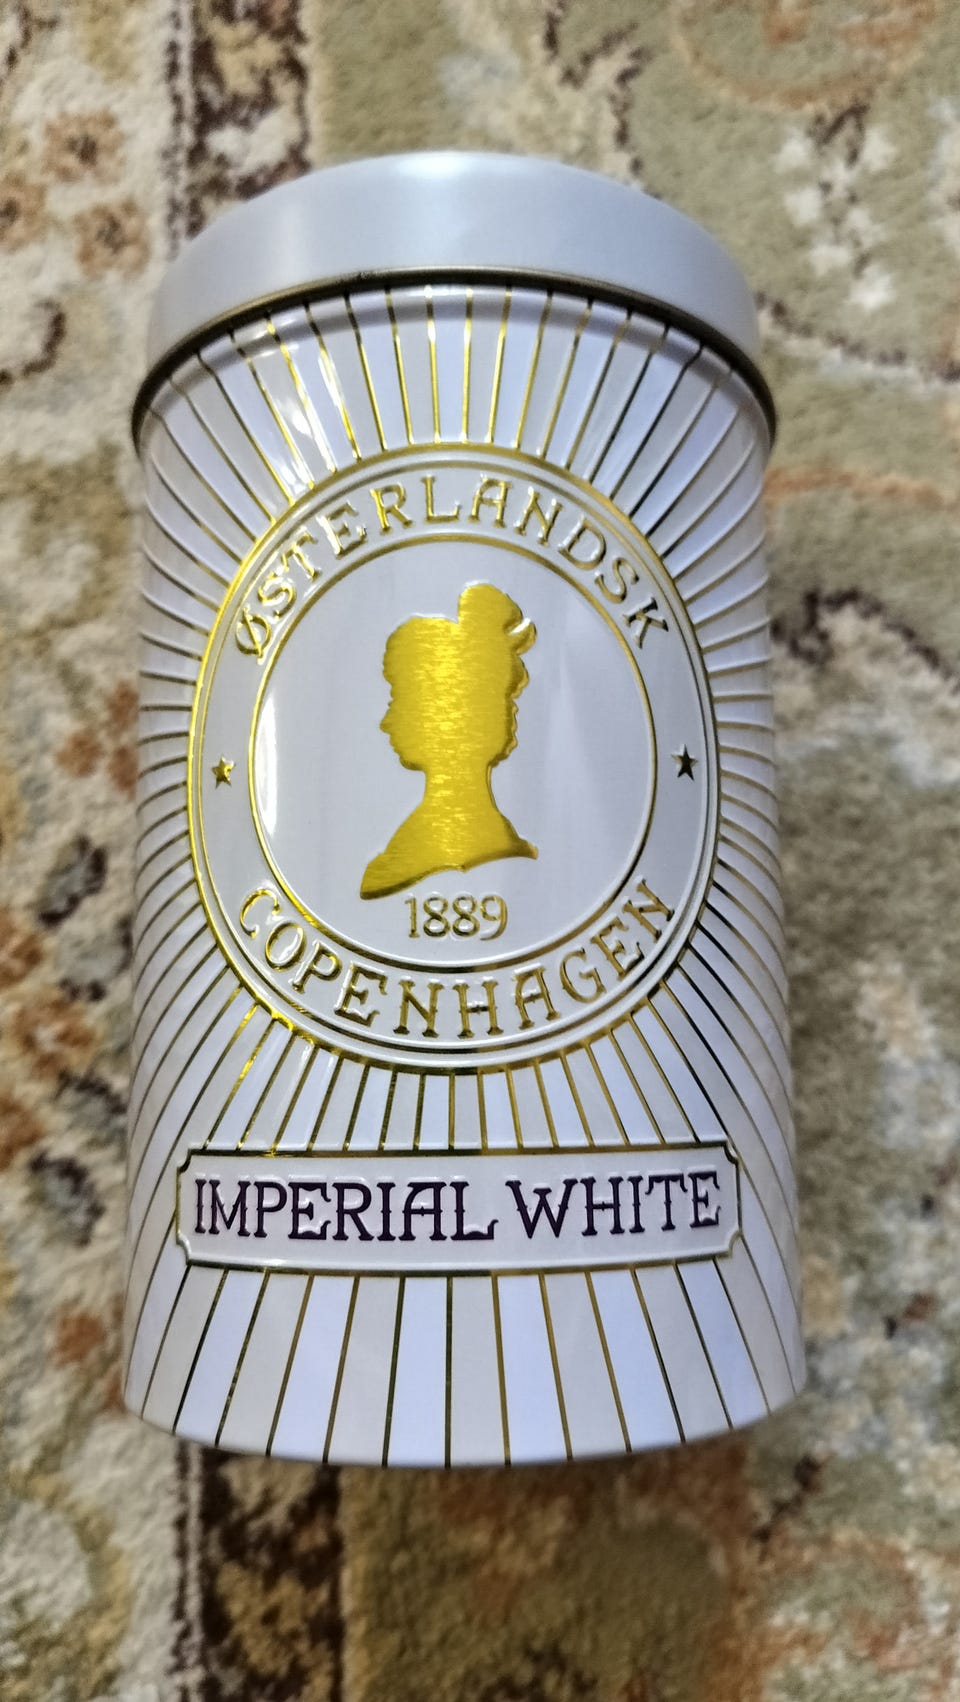 ØSTERLANDSK
1889
COPENHAGEN
IMPERIAL WHITE